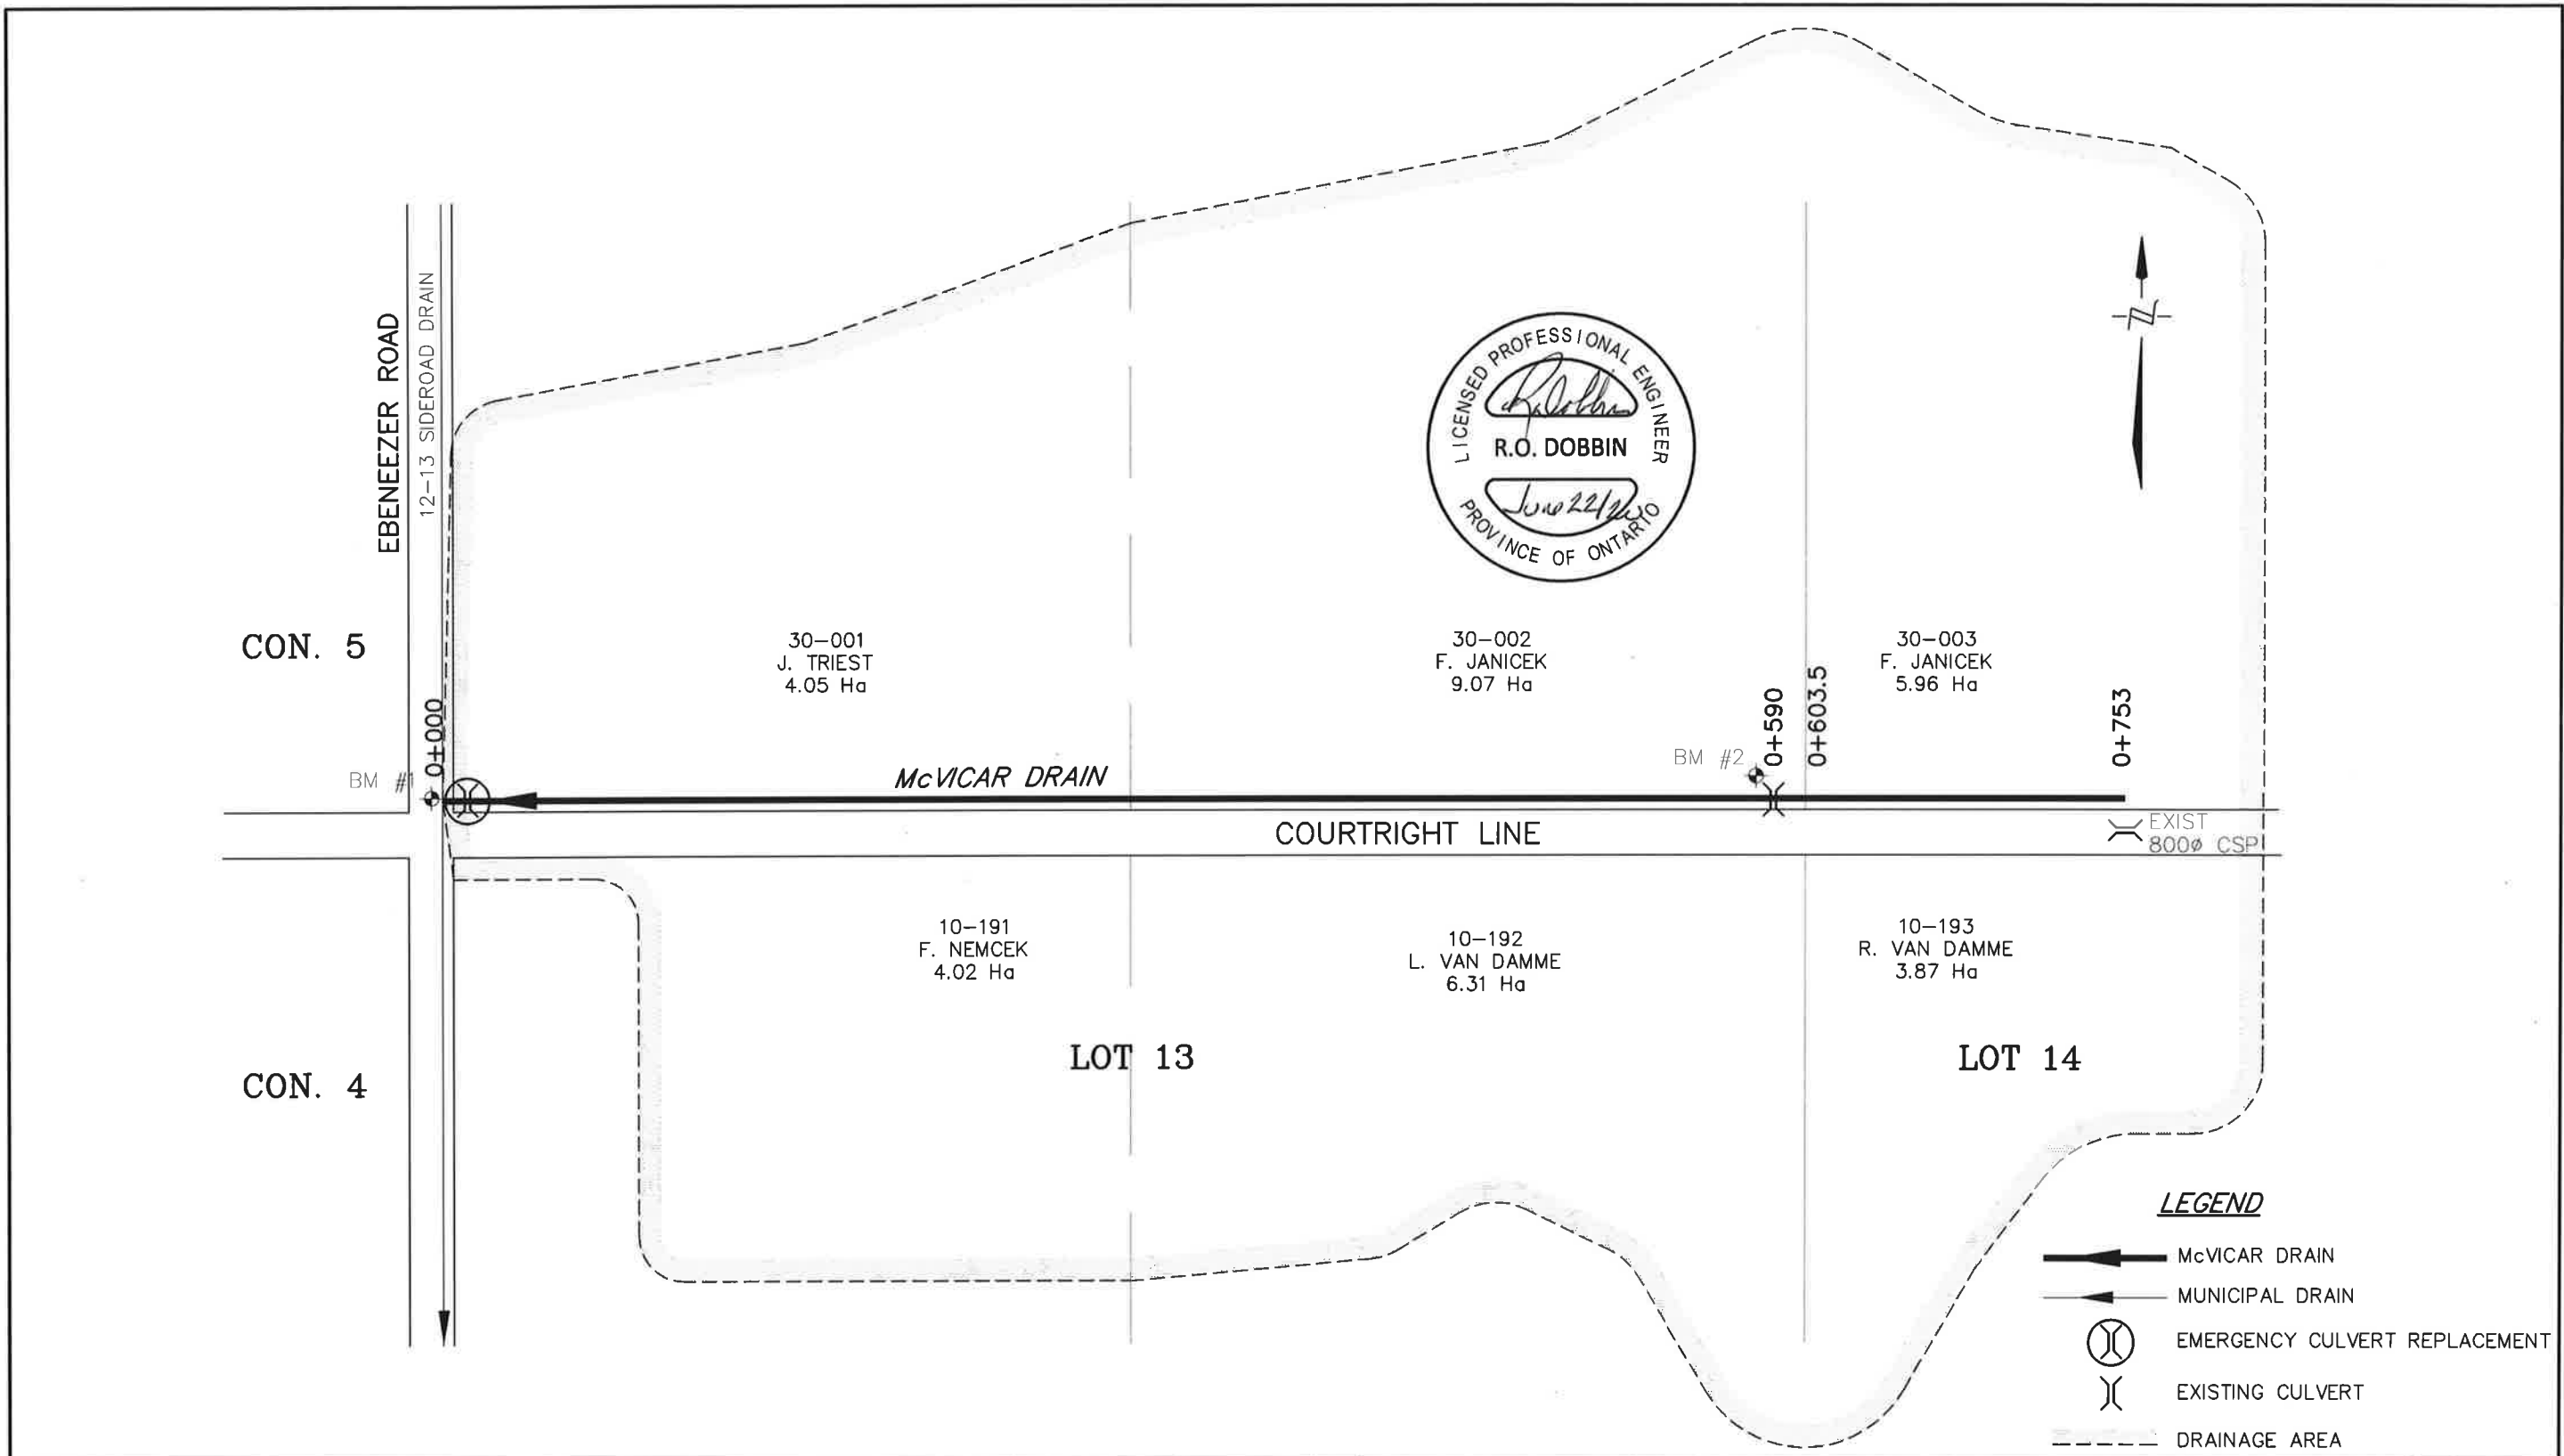 EBENEEZER ROAD
12-13 SIDEROAD DRAIN
LICENSED PROFESSIONAL ENGINEER
R.O. DOBBIN
June 22/
PROVINCE OF ONTARIO
CON. 5
30-001
J. TRIEST
4.05 Ha
30-002
F. JANICEK
9.07 Ha
30-003
F. JANICEK
5.96 Ha
0+000
0+590
0+603.5
0+753
BM #1
McVICAR DRAIN
BM #2
COURTRIGHT LINE
EXIST
800ø CSP
10-191
F. NEMCEK
4.02 Ha
10-192
L. VAN DAMME
6.31 Ha
10-193
R. VAN DAMME
3.87 Ha
CON. 4
LOT 13
LOT 14
LEGEND
McVICAR DRAIN
MUNICIPAL DRAIN
EMERGENCY CULVERT REPLACEMENT
EXISTING CULVERT
DRAINAGE AREA